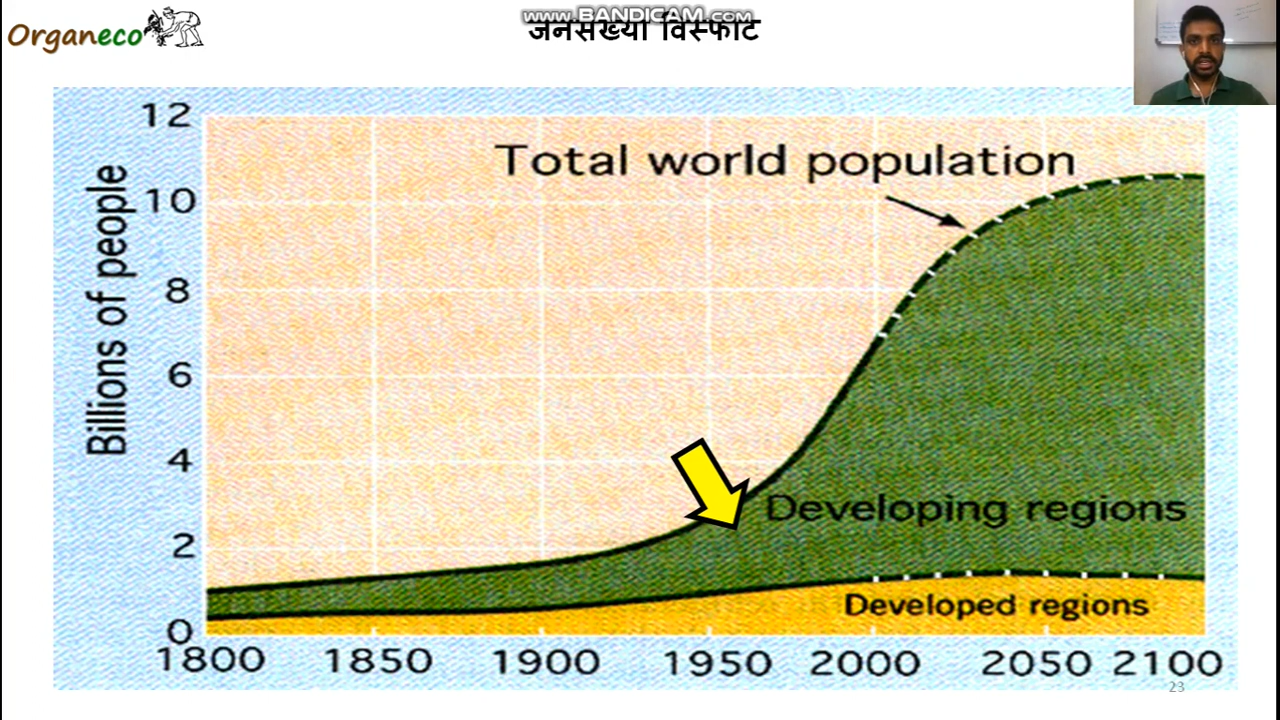 Organeco
www.BANDICAM.com
जनसंख्या विस्फोट
Billions of people
12
10
8
6
4
2
0
Total world population
Developing regions
Developed regions
1800 1850 1900 1950 2000 2050 2100
23